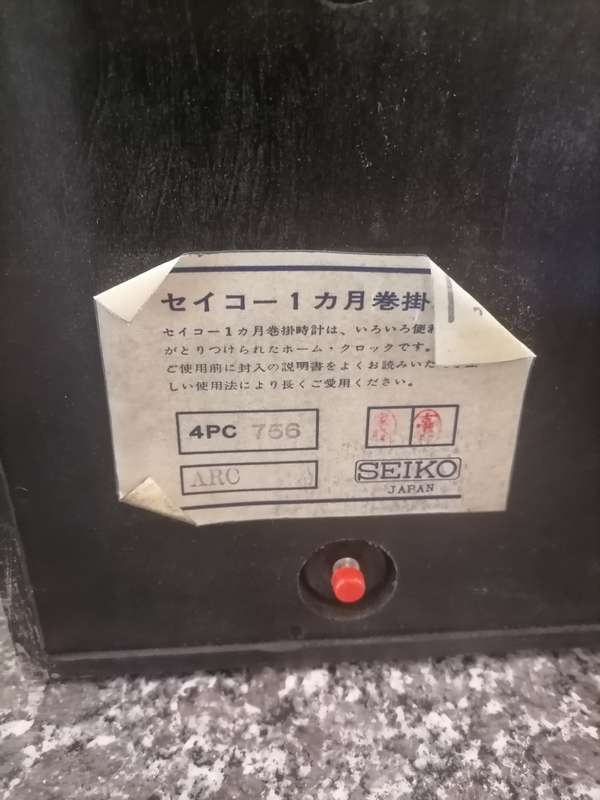 セイコー1カ月巻掛
セイコー1カ月巻掛時計は、いろいろ便
がとりつけられたホーム・クロックです。
ご使用前に封入の説明書をよくお読みいた
しい使用法により長くご愛用ください。
4PC 766
ARC
SEIKO
JAPAN